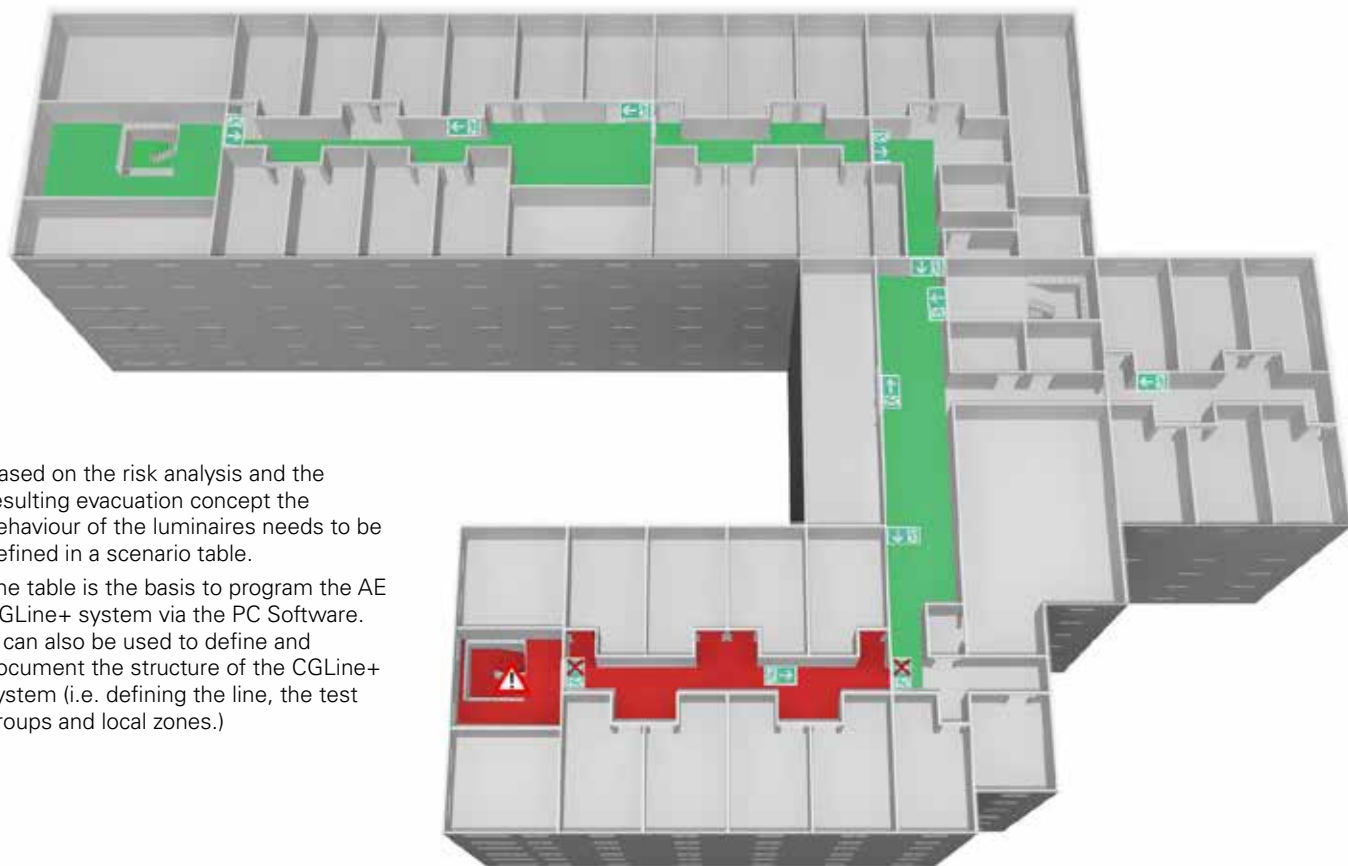 ased on the risk analysis and the
esulting evacuation concept the
ehaviour of the luminaires needs to be
efined in a scenario table.
he table is the basis to program the AE
GLine+ system via the PC Software.
can also be used to define and
ocument the structure of the CGLine+
ystem (i.e. defining the line, the test
roups and local zones.)